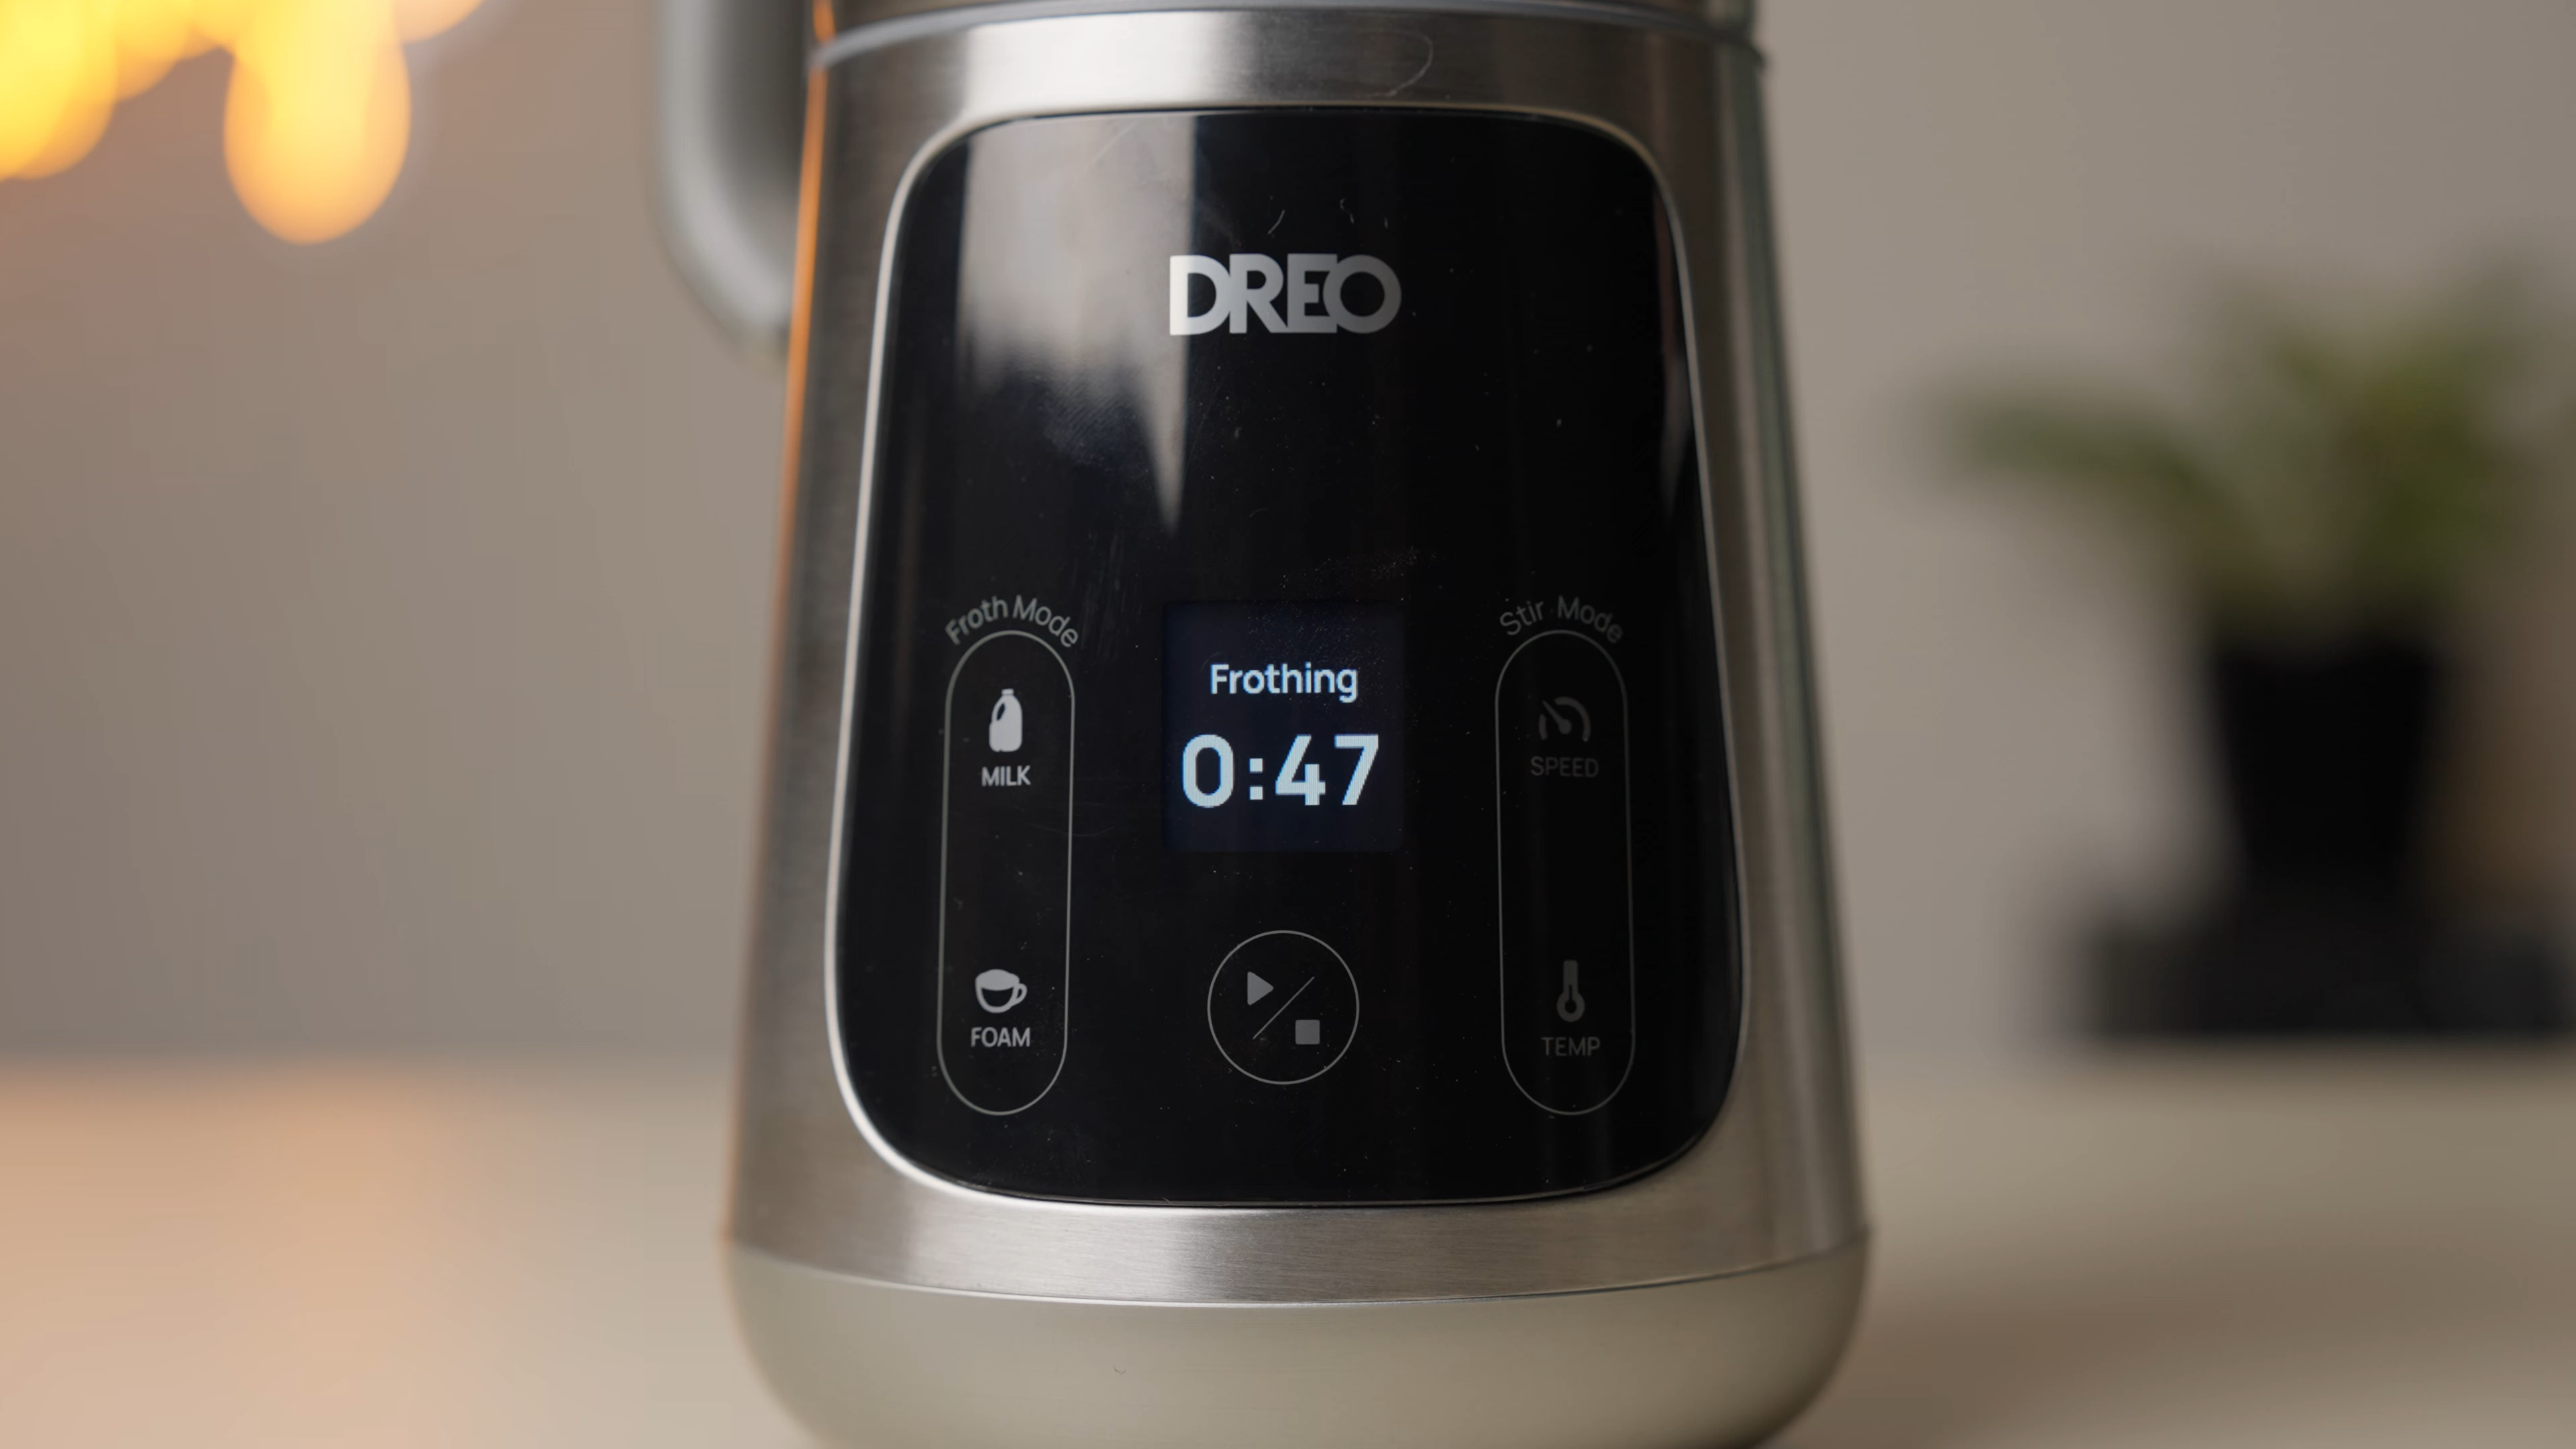 DREO
Froth Mode
MILK
FOAM
Frothing
0:47
Stir Mode
SPEED
TEMP